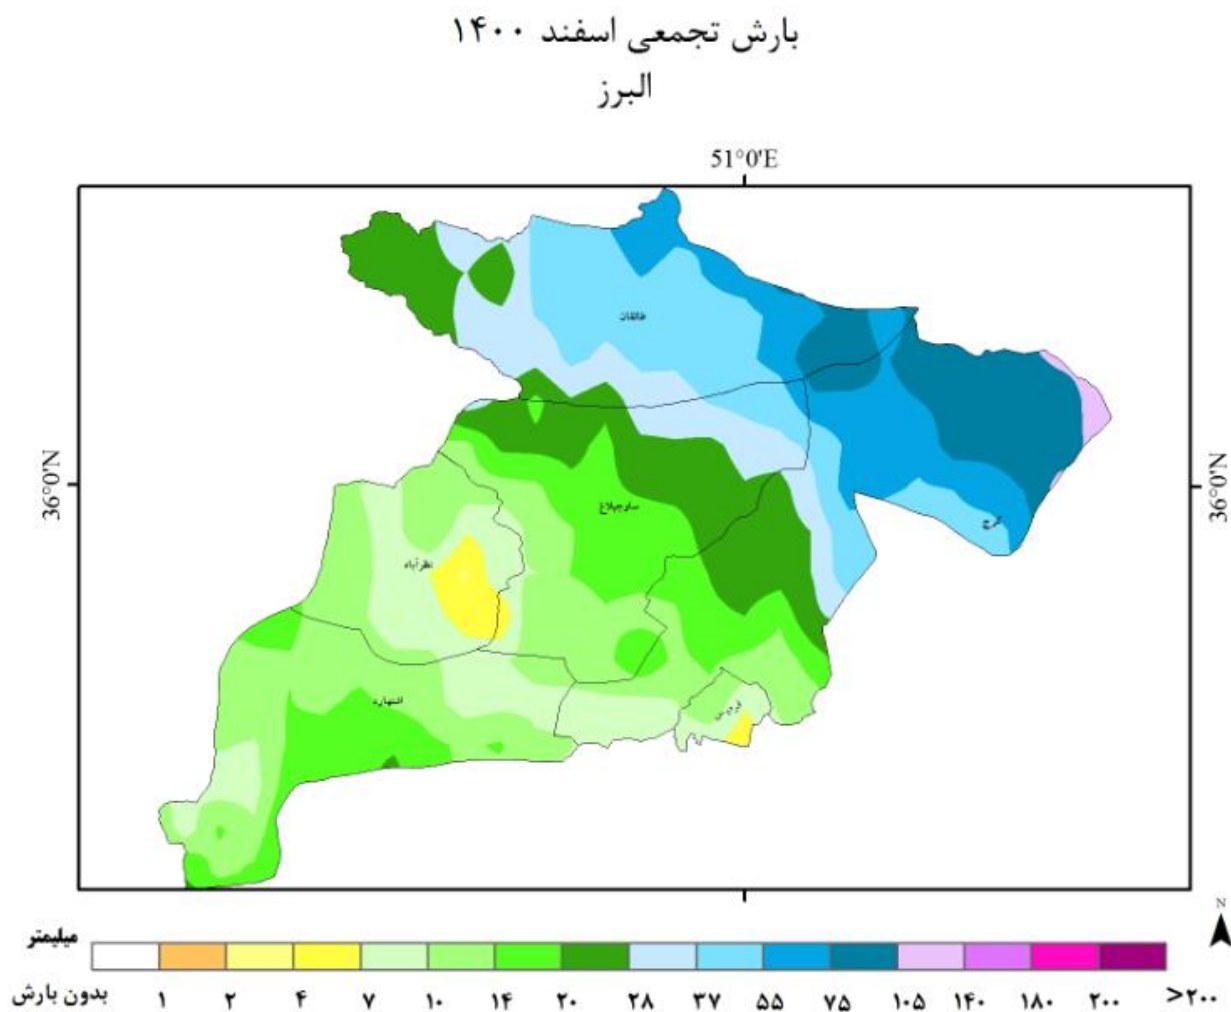 بارش تجمعی اسفند ۱۴۰۰
البرز
51°0'E
36°0'N
36°0'N
طالقان
ساوجبلاغ
کرج
نظرآباد
اشتهارد
فردیس
N
میلیمتر
بدون بارش ۱ ۲ ۴ ۷ ۱۰ ۱۴ ۲۰ ۲۸ ۳۷ ۵۵ ۷۵ ۱۰۵ ۱۴۰ ۱۸۰ ۲۰۰ >۲۰۰